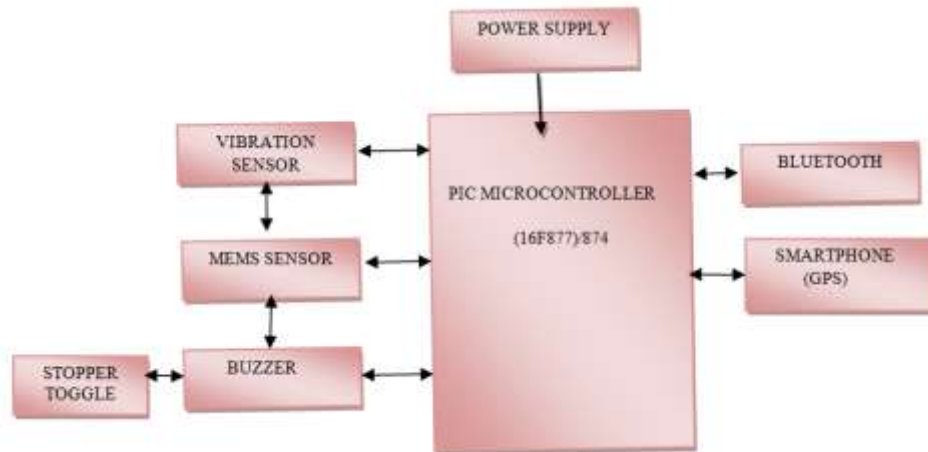 POWER SUPPLY
VIBRATION
SENSOR
PIC MICROCONTROLLER
(16F877)/874
BLUETOOTH
MEMS SENSOR
SMARTPHONE
(GPS)
BUZZER
STOPPER
TOGGLE